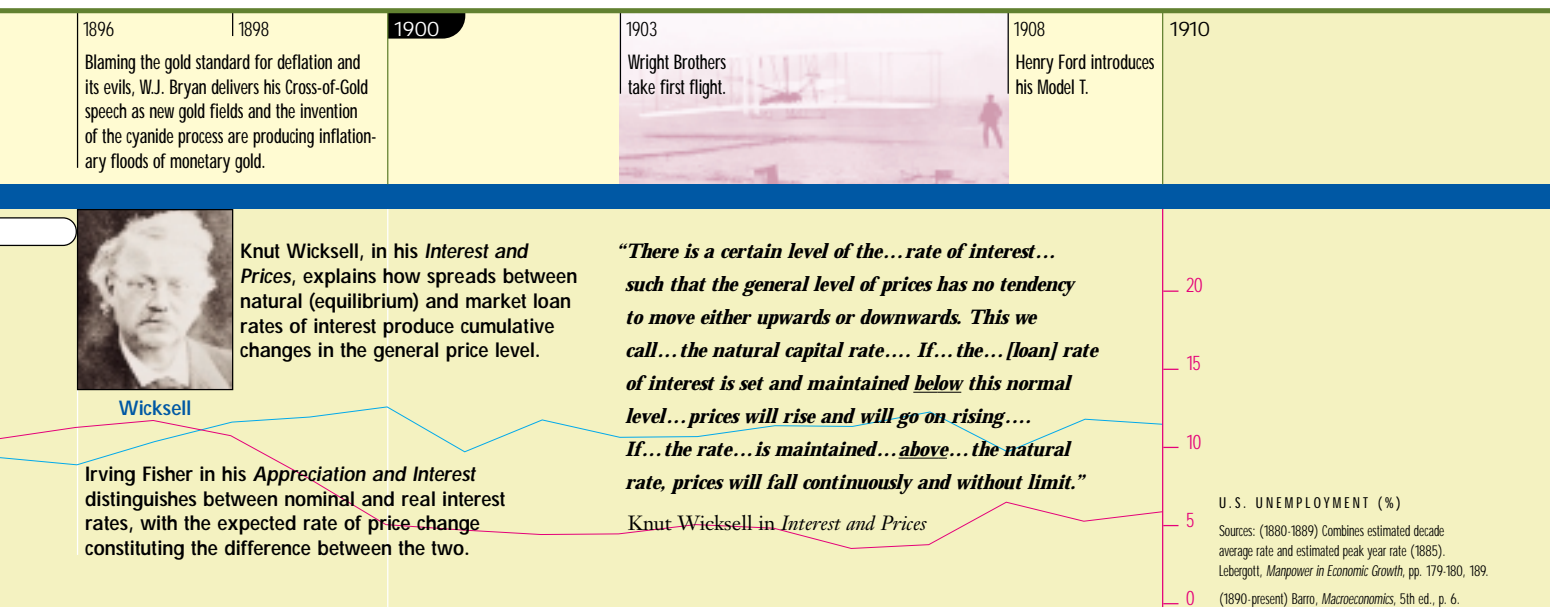 1896
Blaming the gold standard for deflation and
its evils, W.J. Bryan delivers his Cross-of-Gold
speech as new gold fields and the invention
of the cyanide process are producing inflation-
ary floods of monetary gold.
1898
1900
1903
Wright Brothers
take first flight.
1908
Henry Ford introduces
his Model T.
1910
Wicksell
Knut Wicksell, in his Interest and
Prices, explains how spreads between
natural (equilibrium) and market loan
rates of interest produce cumulative
changes in the general price level.
Irving Fisher in his Appreciation and Interest
distinguishes between nominal and real interest
rates, with the expected rate of price change
constituting the difference between the two.
“There is a certain level of the…rate of interest…
such that the general level of prices has no tendency
to move either upwards or downwards. This we
call…the natural capital rate…. If…the…[loan] rate
of interest is set and maintained below this normal
level…prices will rise and will go on rising….
If…the rate…is maintained…above…the natural
rate, prices will fall continuously and without limit.”
Knut Wicksell in Interest and Prices
20
15
10
5
0
U.S. UNEMPLOYMENT (%)
Sources: (1880-1889) Combines estimated decade
average rate and estimated peak year rate (1885).
Lebergott, Manpower in Economic Growth, pp. 179-180, 189.
(1890-present) Barro, Macroeconomics, 5th ed., p. 6.